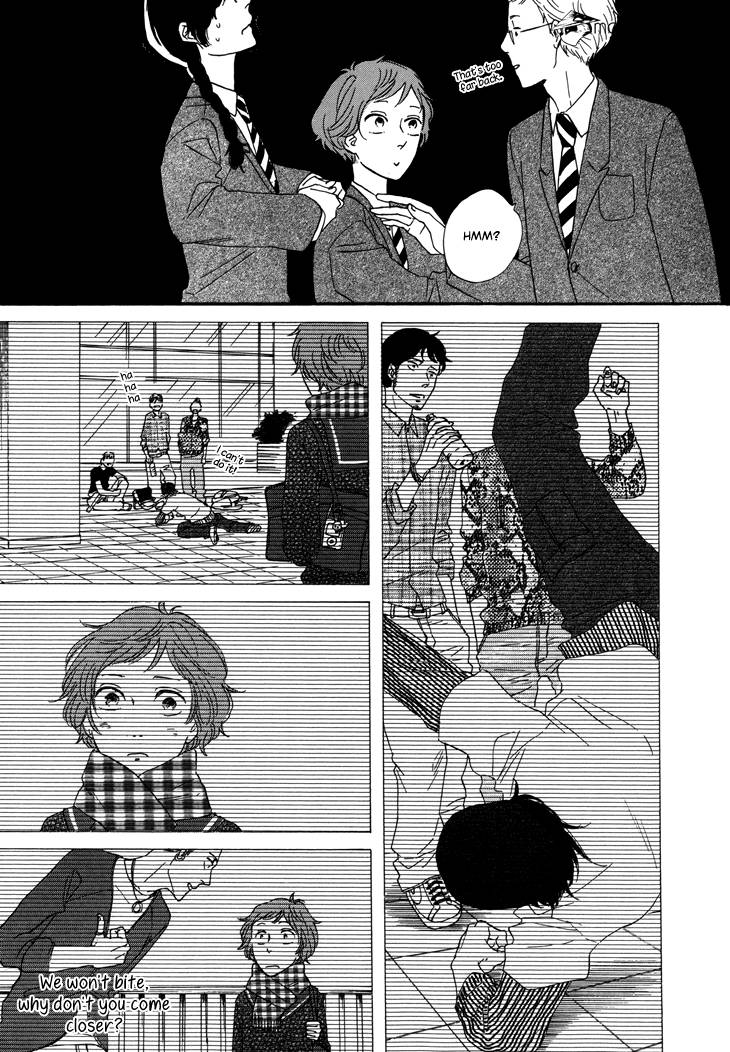 That's too
far back.
HMM?
ha
ha
ha
I can't
do it!
We won't bite,
why don't you come
closer?